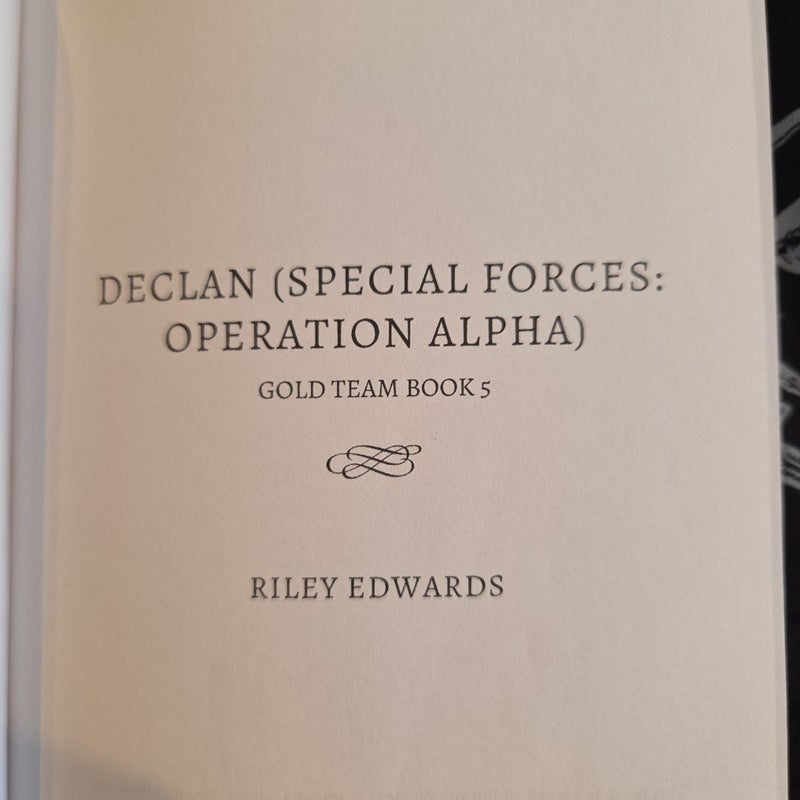 DECLAN (SPECIAL FORCES:
OPERATION ALPHA)
GOLD TEAM BOOK 5
RILEY EDWARDS